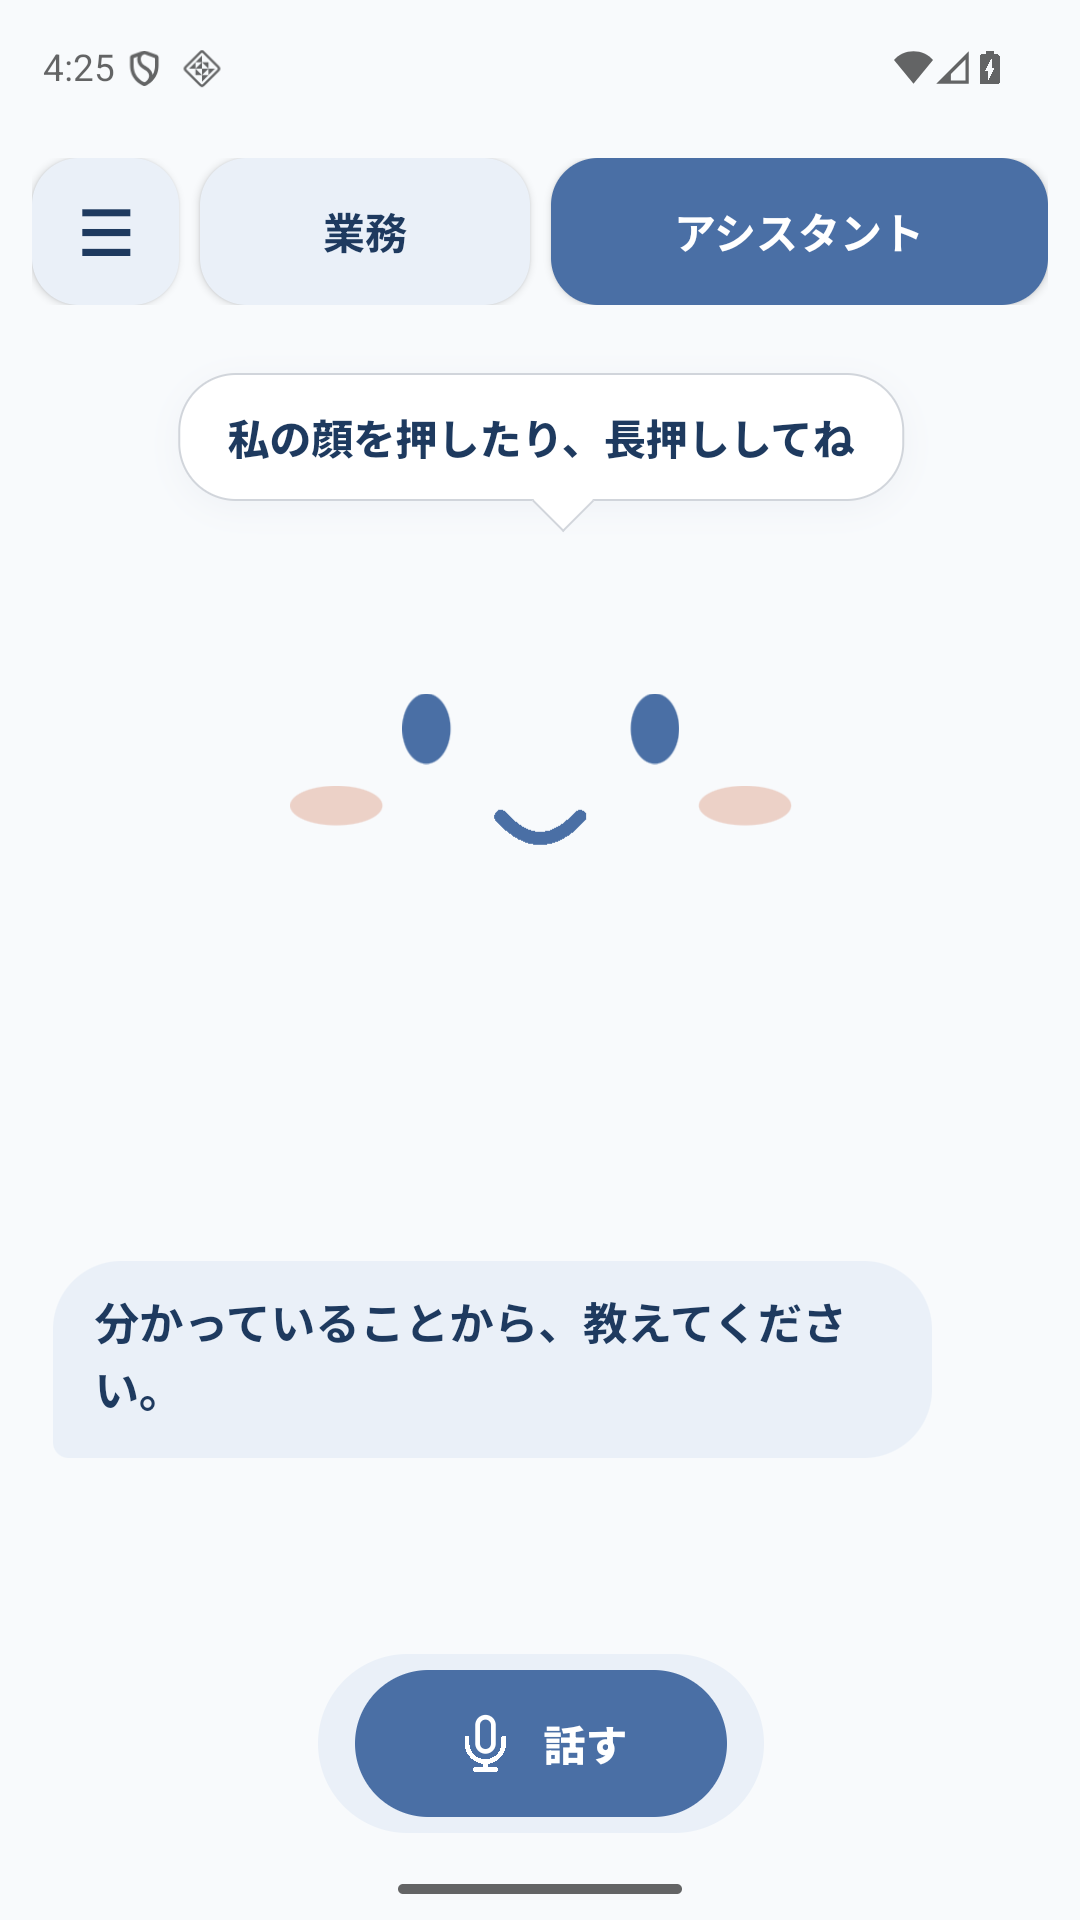 4:25
業務
アシスタント
私の顔を押したり、長押ししてね
分かっていることから、教えてくださ
い。
話す